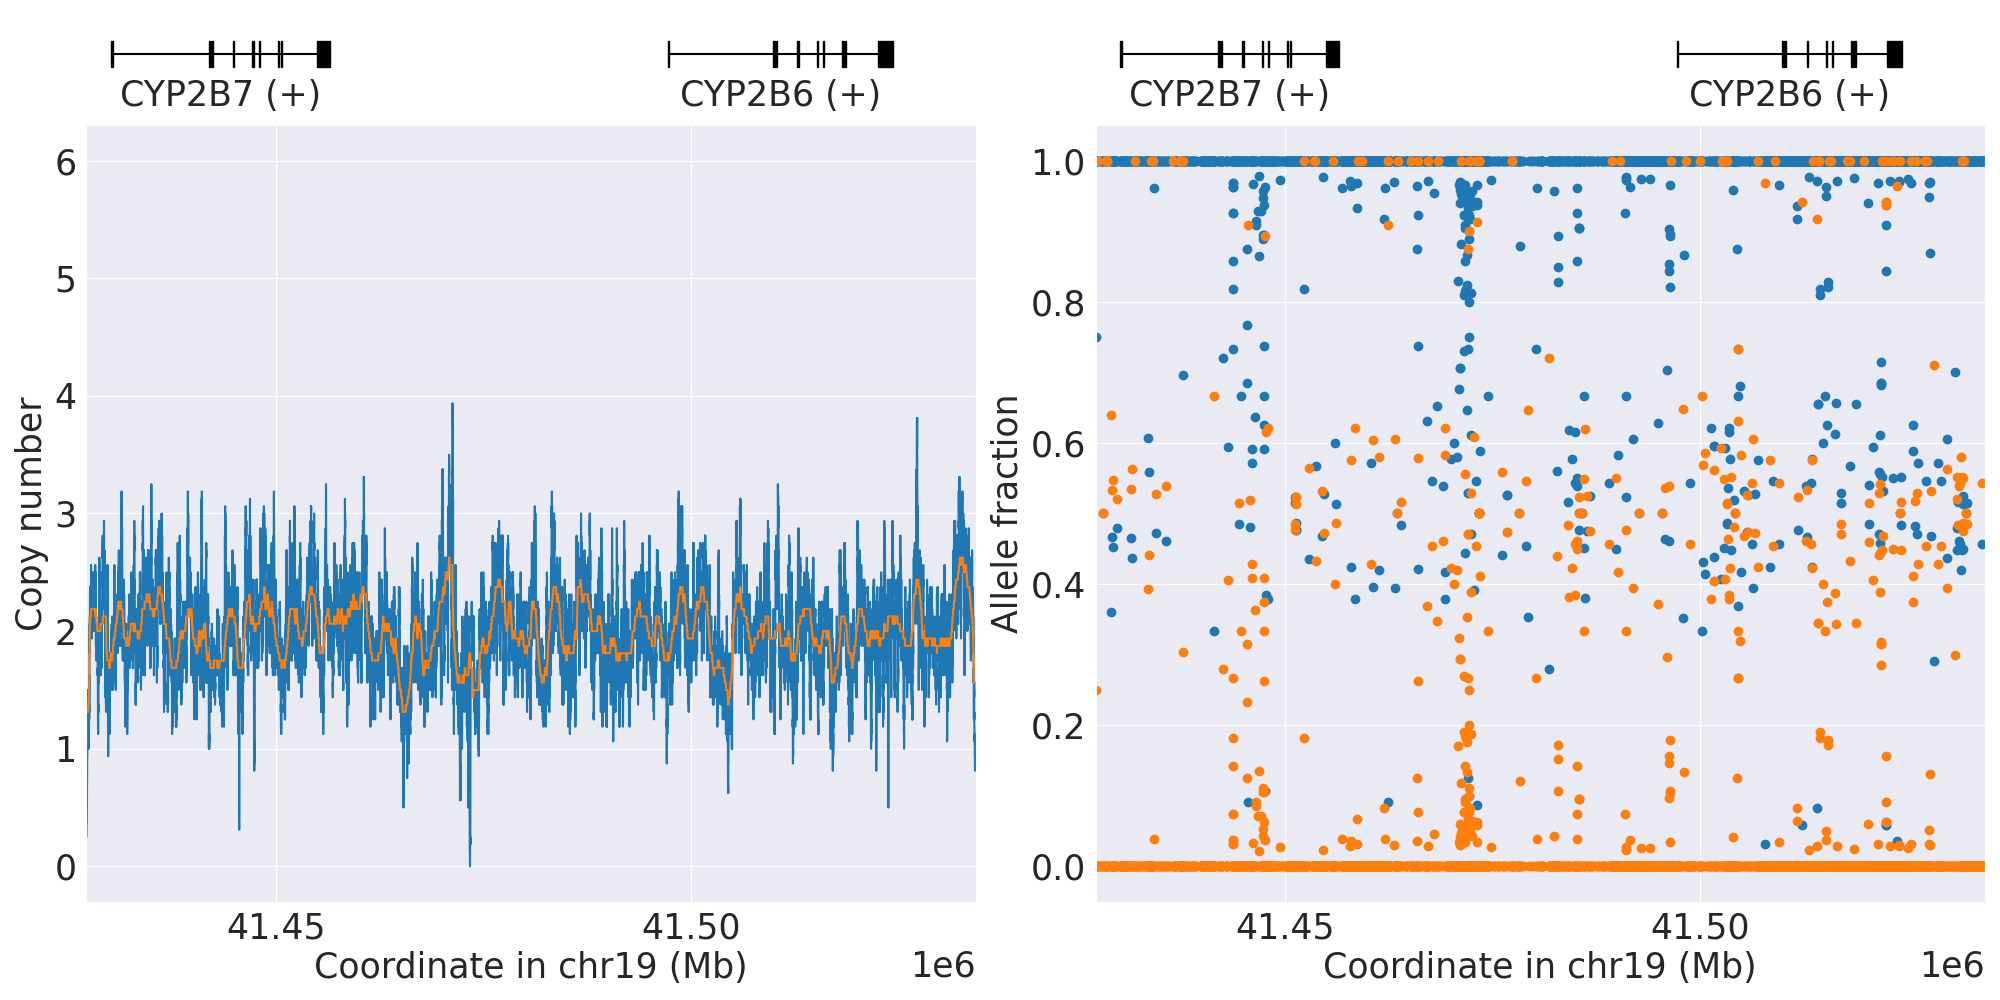 CYP2B7 (+)
CYP2B6 (+)
CYP2B7 (+)
CYP2B6 (+)
6
5
4
3
2
1
0
Copy number
41.45
41.50
Coordinate in chr19 (Mb)
1e6
1.0
0.8
0.6
0.4
0.2
0.0
Allele fraction
41.45
41.50
Coordinate in chr19 (Mb)
1e6